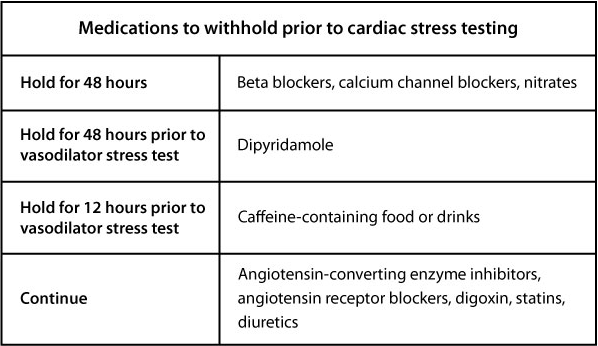 Medications to withhold prior to cardiac stress testing
Hold for 48 hours
Beta blockers, calcium channel blockers, nitrates
Hold for 48 hours prior to
vasodilator stress test
Dipyridamole
Hold for 12 hours prior to
vasodilator stress test
Caffeine-containing food or drinks
Continue
Angiotensin-converting enzyme inhibitors,
angiotensin receptor blockers, digoxin, statins,
diuretics